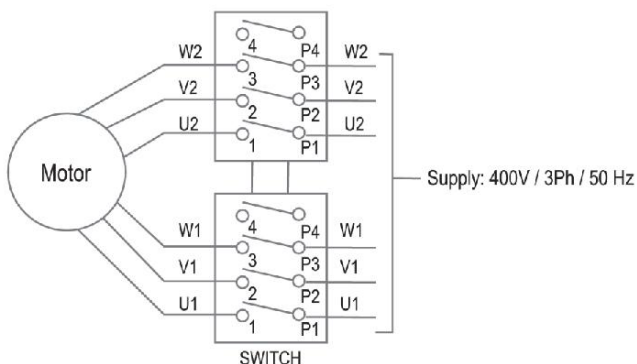 4 P4
W2 W2
3 P3
V2 V2
2 P2
U2 U2
1 P1
Motor
Supply: 400V / 3Ph / 50 Hz
4 P4
W1 W1
3 P3
V1 V1
2 P2
U1 U1
1 P1
SWITCH